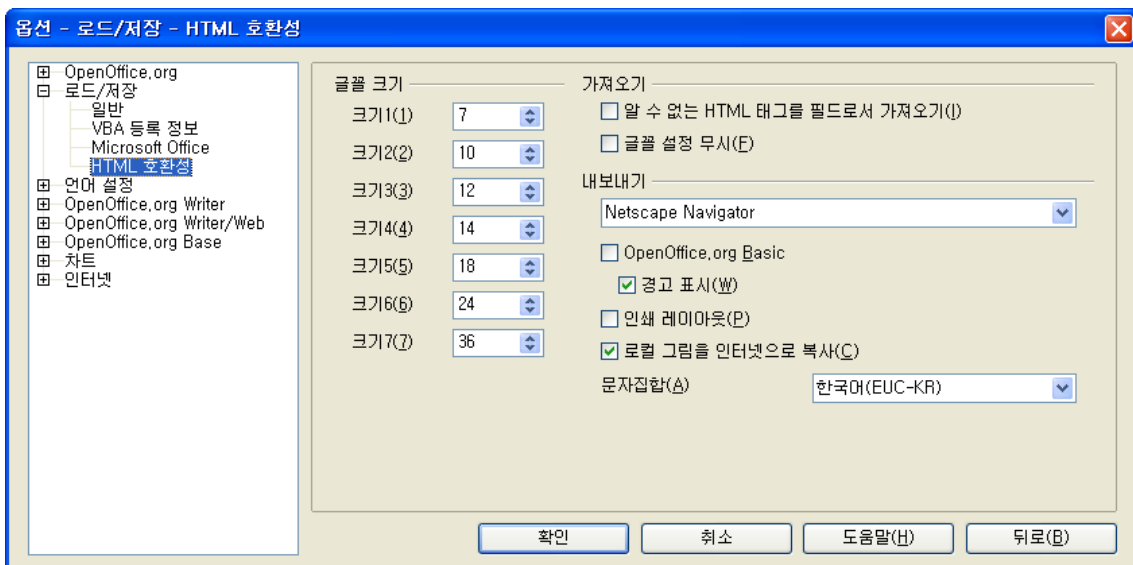 옵션 - 로드/저장 - HTML 호환성
OpenOffice.org
로드/저장
일반
VBA 등록 정보
Microsoft Office
HTML 호환성
언어 설정
OpenOffice.org Writer
OpenOffice.org Writer/Web
OpenOffice.org Base
차트
인터넷
글꼴 크기
크기1(1) 7
크기2(2) 10
크기3(3) 12
크기4(4) 14
크기5(5) 18
크기6(6) 24
크기7(7) 36
가져오기
알 수 없는 HTML 태그를 필드로서 가져오기(I)
글꼴 설정 무시(F)
내보내기
Netscape Navigator
OpenOffice.org Basic
경고 표시(W)
인쇄 레이아웃(P)
로컬 그림을 인터넷으로 복사(C)
문자집합(A) 한국어(EUC-KR)
확인 취소 도움말(H) 뒤로(B)